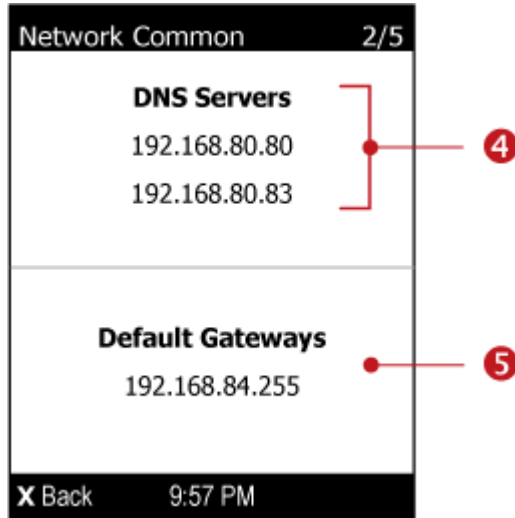 Network Common 2/5
DNS Servers
192.168.80.80
192.168.80.83
4
Default Gateways
192.168.84.255
5
X Back 9:57 PM